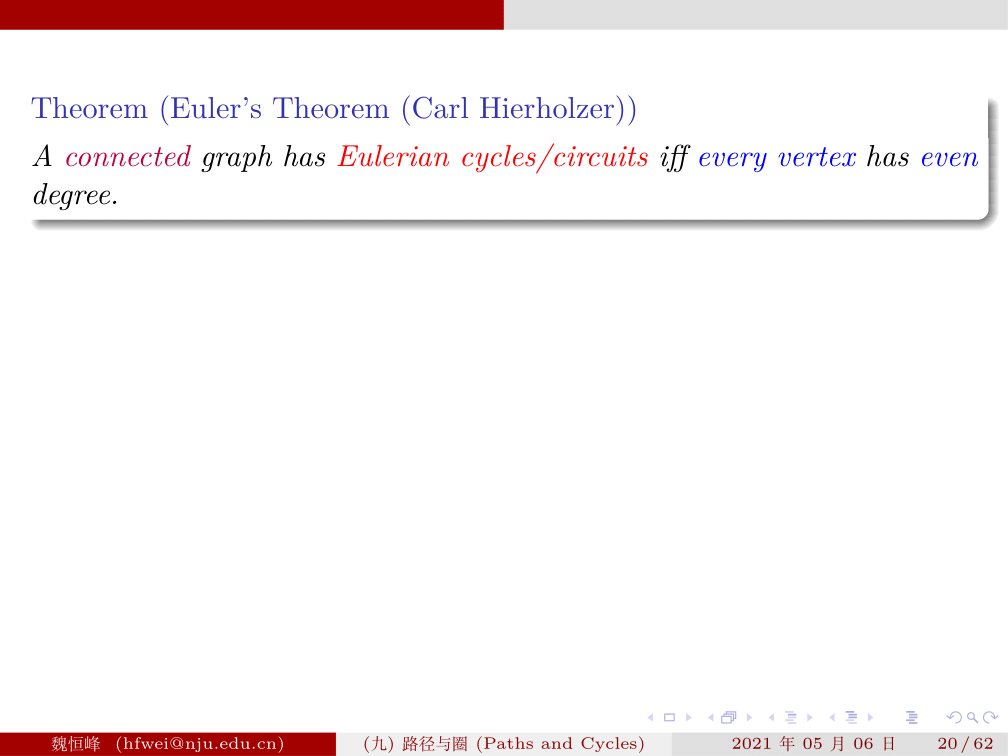 Theorem (Euler's Theorem (Carl Hierholzer))
A connected graph has Eulerian cycles/circuits iff every vertex has even
degree.
魏恒峰 (hfwei@nju.edu.cn) (九) 路径与圈 (Paths and Cycles) 2021 年 05 月 06 日 20 / 62